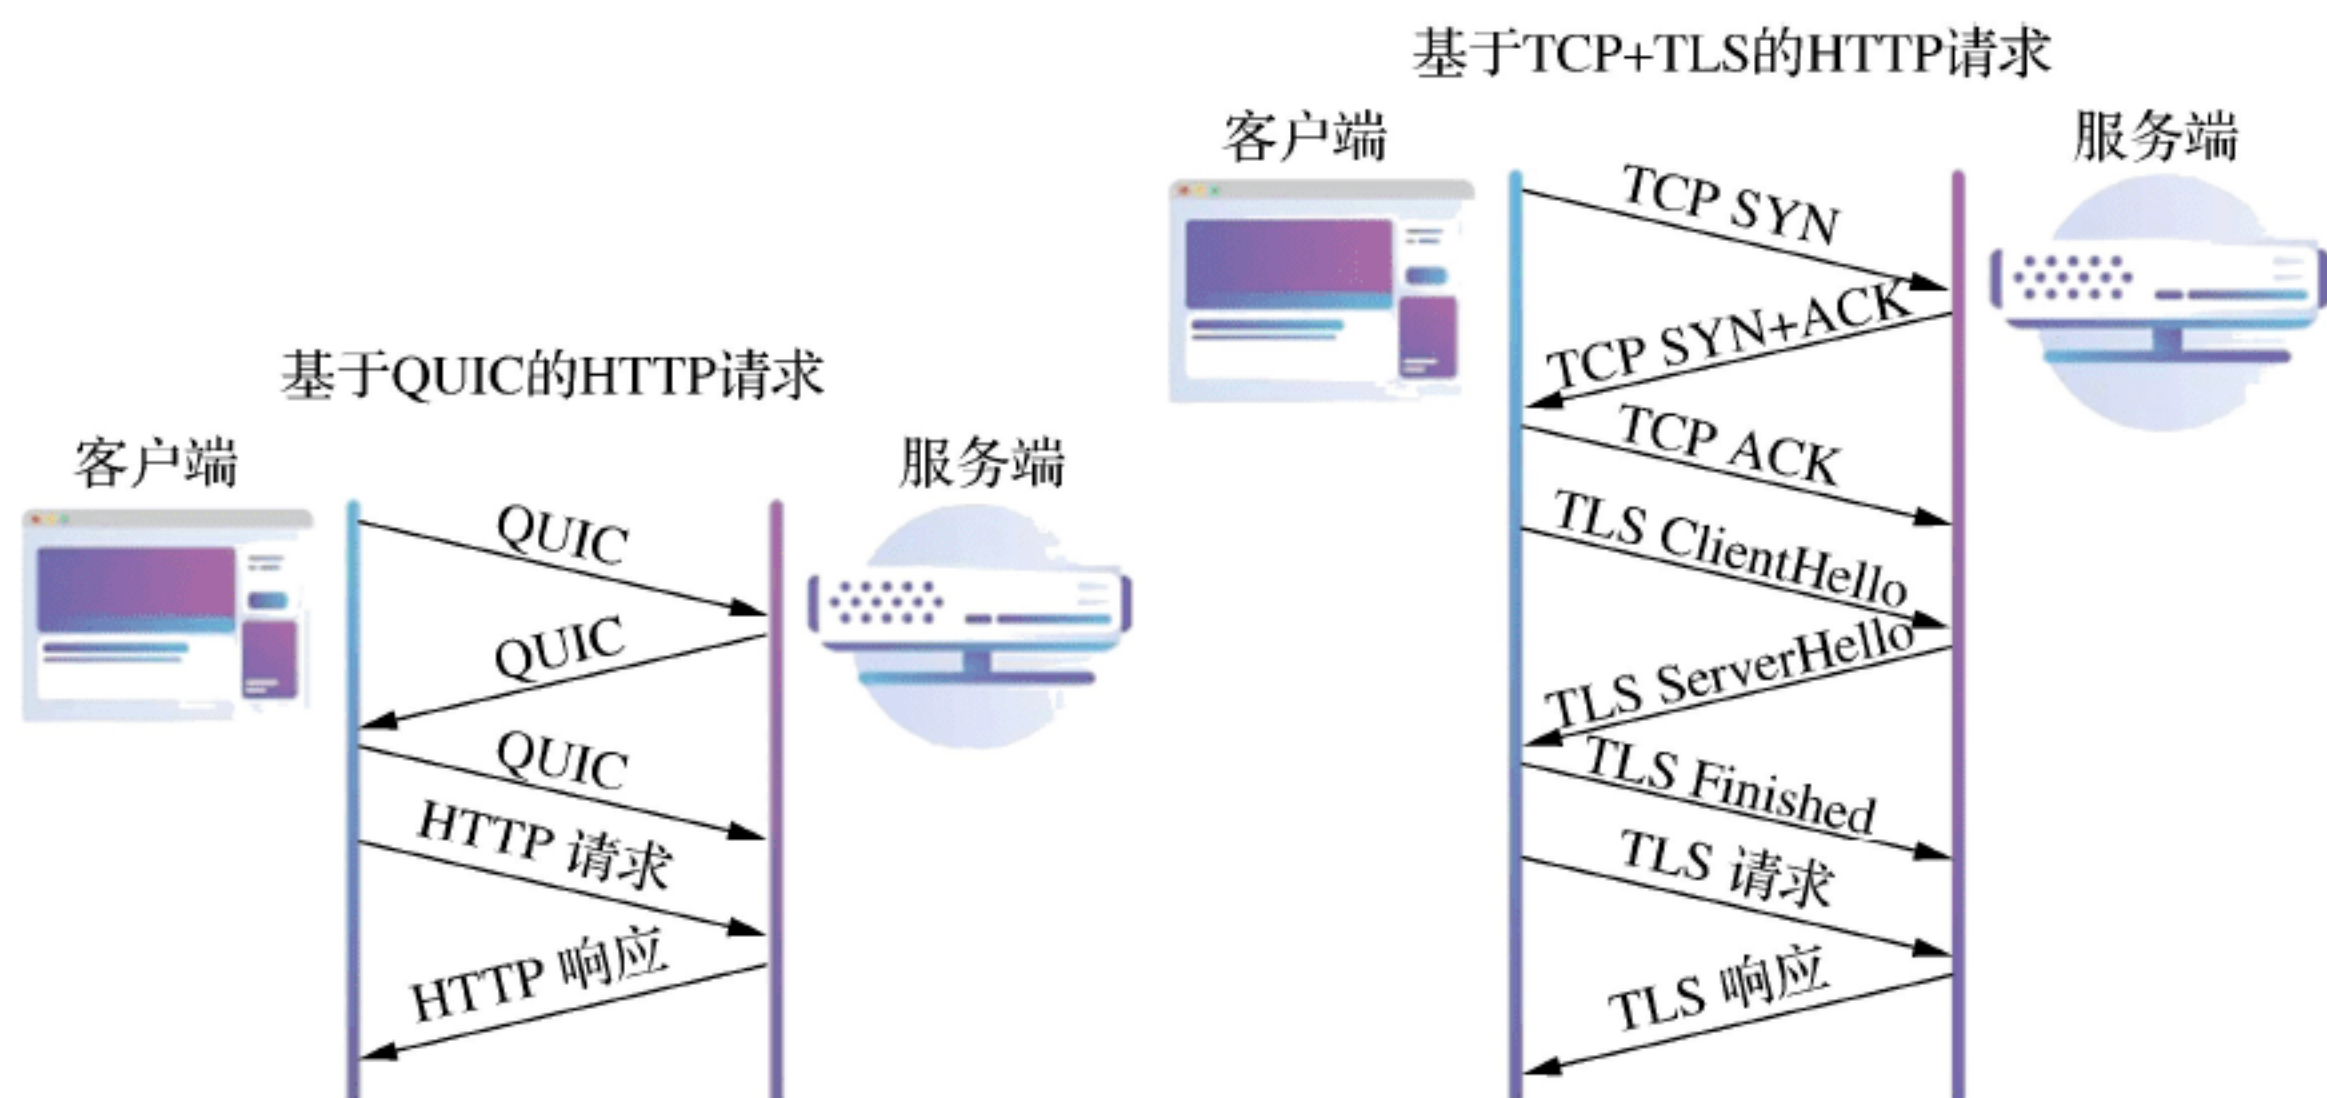 基于QUIC的HTTP请求
客户端
服务端
QUIC
QUIC
QUIC
HTTP 请求
HTTP 响应
基于TCP+TLS的HTTP请求
客户端
服务端
TCP SYN
TCP SYN+ACK
TCP ACK
TLS ClientHello
TLS ServerHello
TLS Finished
TLS 请求
TLS 响应